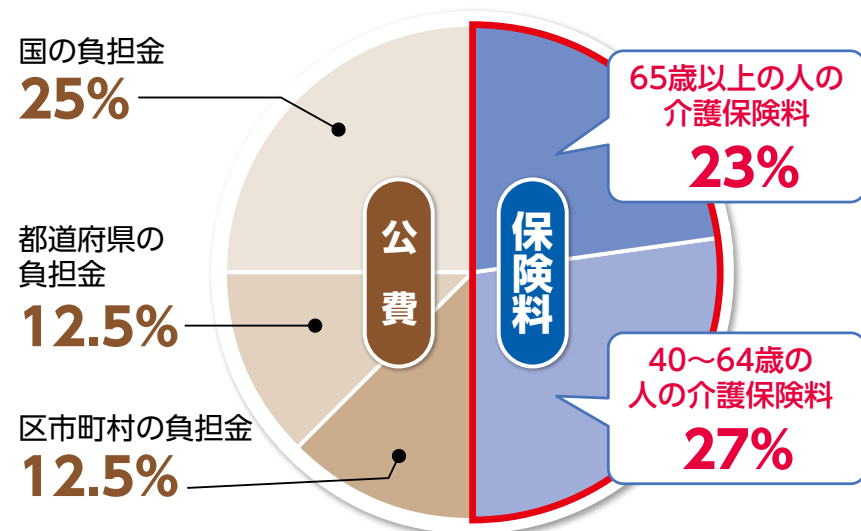 国の負担金
25%
都道府県の
負担金
12.5%
区市町村の負担金
12.5%
公費
保険料
65歳以上の人の
介護保険料
23%
40〜64歳の
人の介護保険料
27%